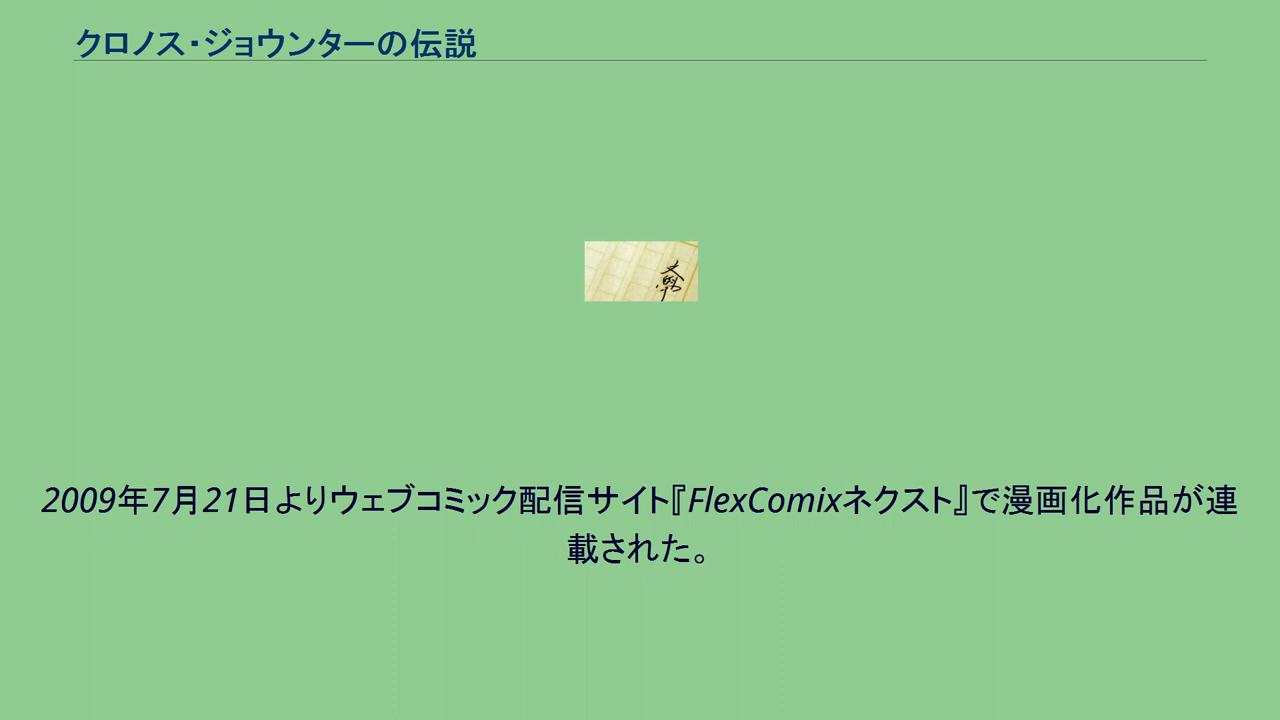 クロノス・ジョウンターの伝説
2009年7月21日よりウェブコミック配信サイト『FlexComixネクスト』で漫画化作品が連
載された。